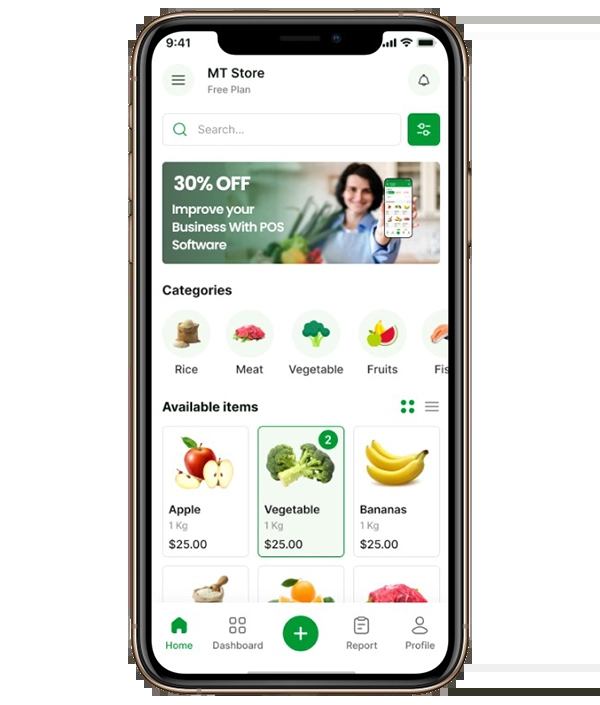 9:41
MT Store
Free Plan
Search...
30% OFF
Improve your
Business With POS
Software
Categories
Rice
Meat
Vegetable
Fruits
Fis
Available items
2
Apple
Vegetable
Bananas
1 Kg
1 Kg
1 Kg
$25.00
$25.00
$25.00
Home
Dashboard
Report
Profile